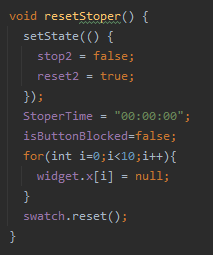 void resetStoper() {
  setState(() {
    stop2 = false;
    reset2 = true;
  });
  StoperTime = "00:00:00";
  isButtonBlocked=false;
  for(int i=0;i<10;i++){
    widget.x[i] = null;
  }
  swatch.reset();
}